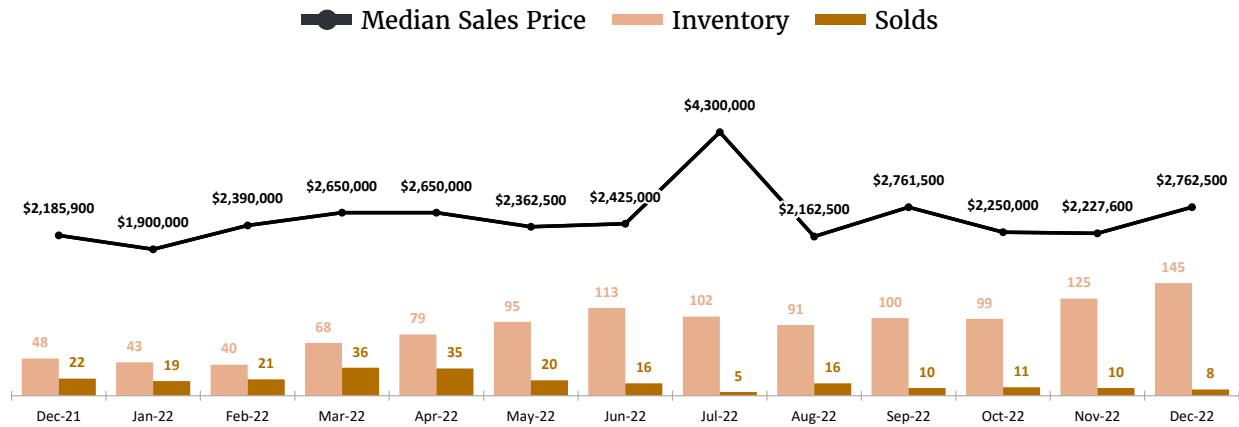 Median Sales Price Inventory Solds
$4,300,000
$2,185,900 $1,900,000 $2,390,000 $2,650,000 $2,650,000 $2,362,500 $2,425,000 $2,162,500 $2,761,500 $2,250,000 $2,227,600 $2,762,500
48 43 40 68 79 95 113 102 91 100 99 125 145
22 19 21 36 35 20 16 5 16 10 11 10 8
Dec-21 Jan-22 Feb-22 Mar-22 Apr-22 May-22 Jun-22 Jul-22 Aug-22 Sep-22 Oct-22 Nov-22 Dec-22